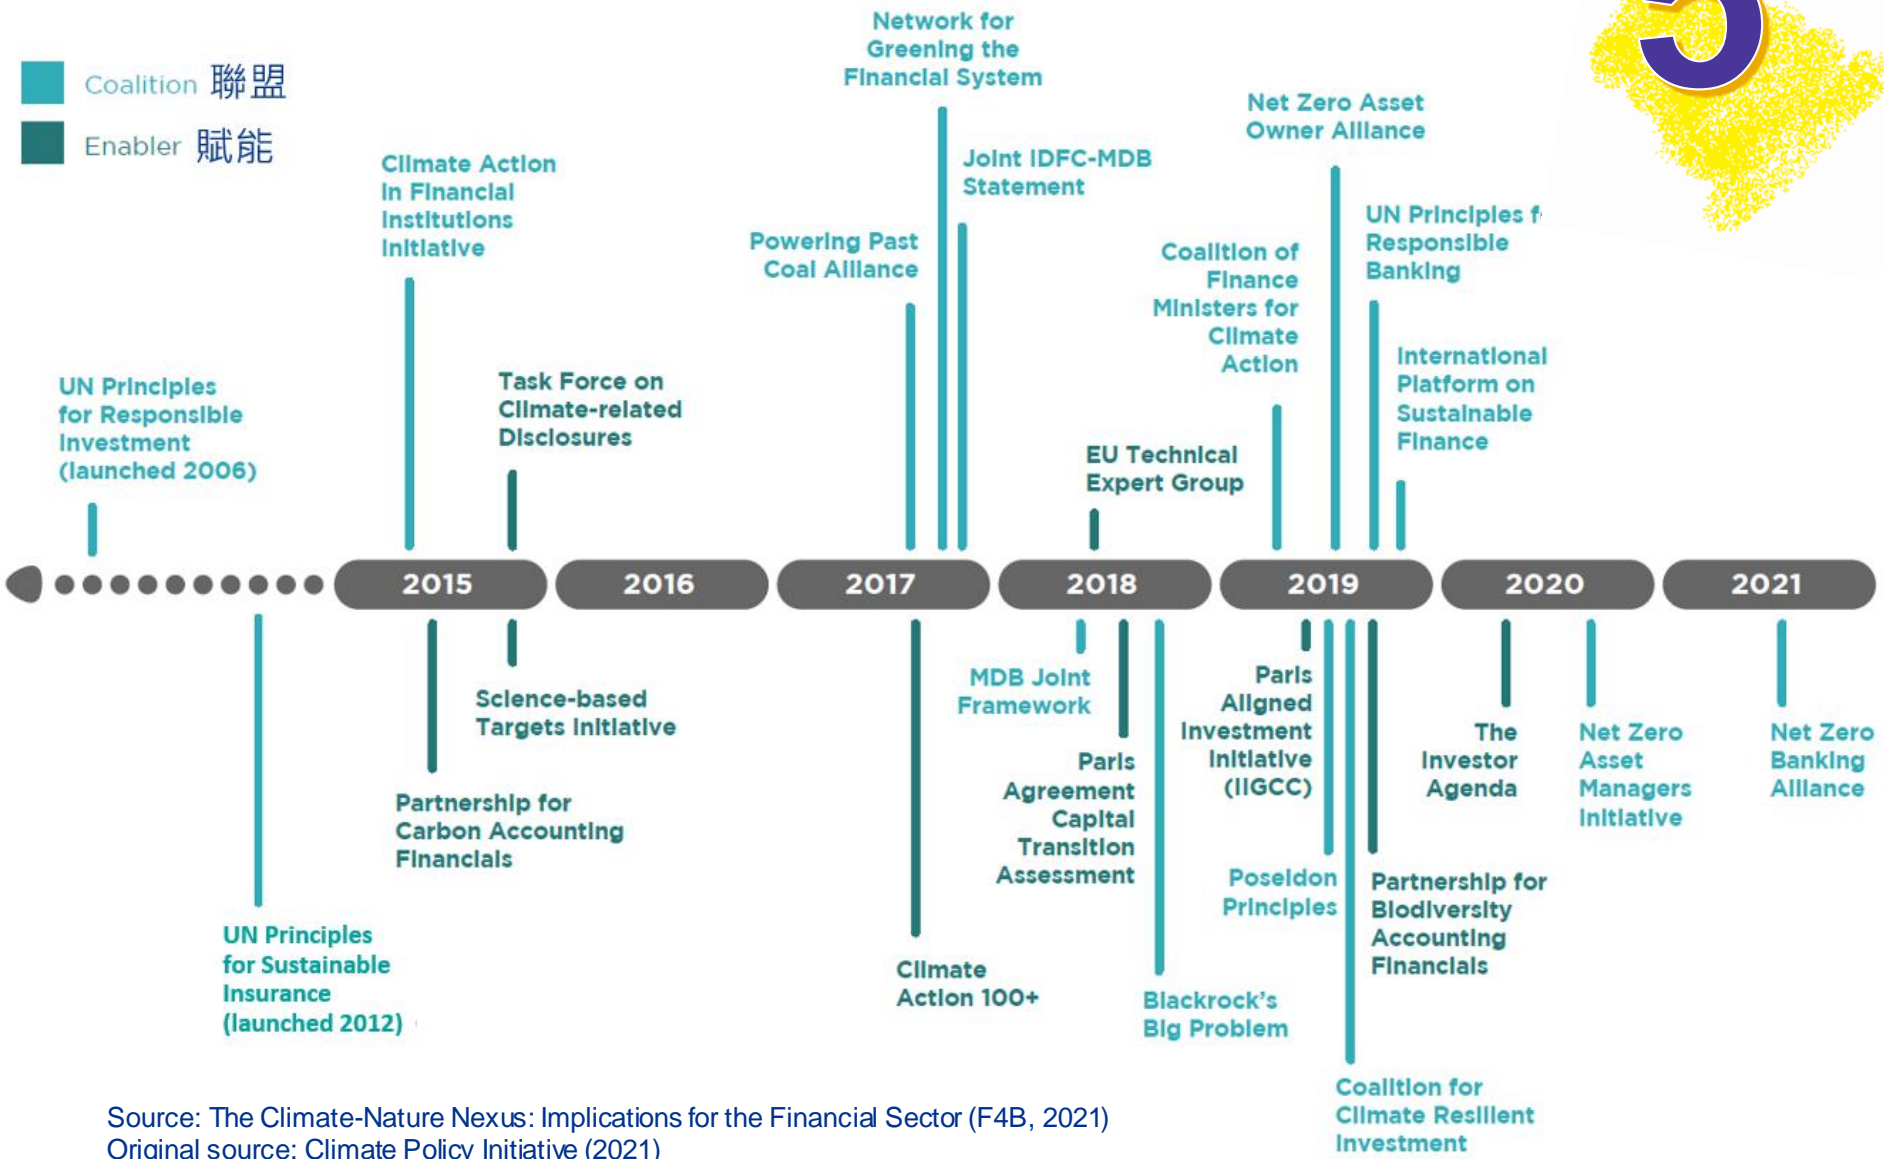 5
Coalition 聯盟
Enabler 賦能
Network for
Greening the
Financial System
Climate Action
in Financial
Institutions
Initiative
Joint IDFC-MDB
Statement
Net Zero Asset
Owner Alliance
Powering Past
Coal Alliance
Coalition of
Finance
Ministers for
Climate
Action
UN Principles f
Responsible
Banking
UN Principles
for Responsible
Investment
(launched 2006)
Task Force on
Climate-related
Disclosures
EU Technical
Expert Group
International
Platform on
Sustainable
Finance
2015
2016
2017
2018
2019
2020
2021
UN Principles
for Sustainable
Insurance
(launched 2012)
Partnership for
Carbon Accounting
Financials
Science-based
Targets Initiative
Climate
Action 100+
MDB Joint
Framework
Paris
Agreement
Capital
Transition
Assessment
Blackrock's
Big Problem
Paris
Aligned
Investment
Initiative
(IIGCC)
Poseidon
Principles
Coalition for
Climate Resilient
Investment
Partnership for
Biodiversity
Accounting
Financials
The
Investor
Agenda
Net Zero
Asset
Managers
Initiative
Net Zero
Banking
Alliance
Source: The Climate-Nature Nexus: Implications for the Financial Sector (F4B, 2021)
Original source: Climate Policy Initiative (2021)